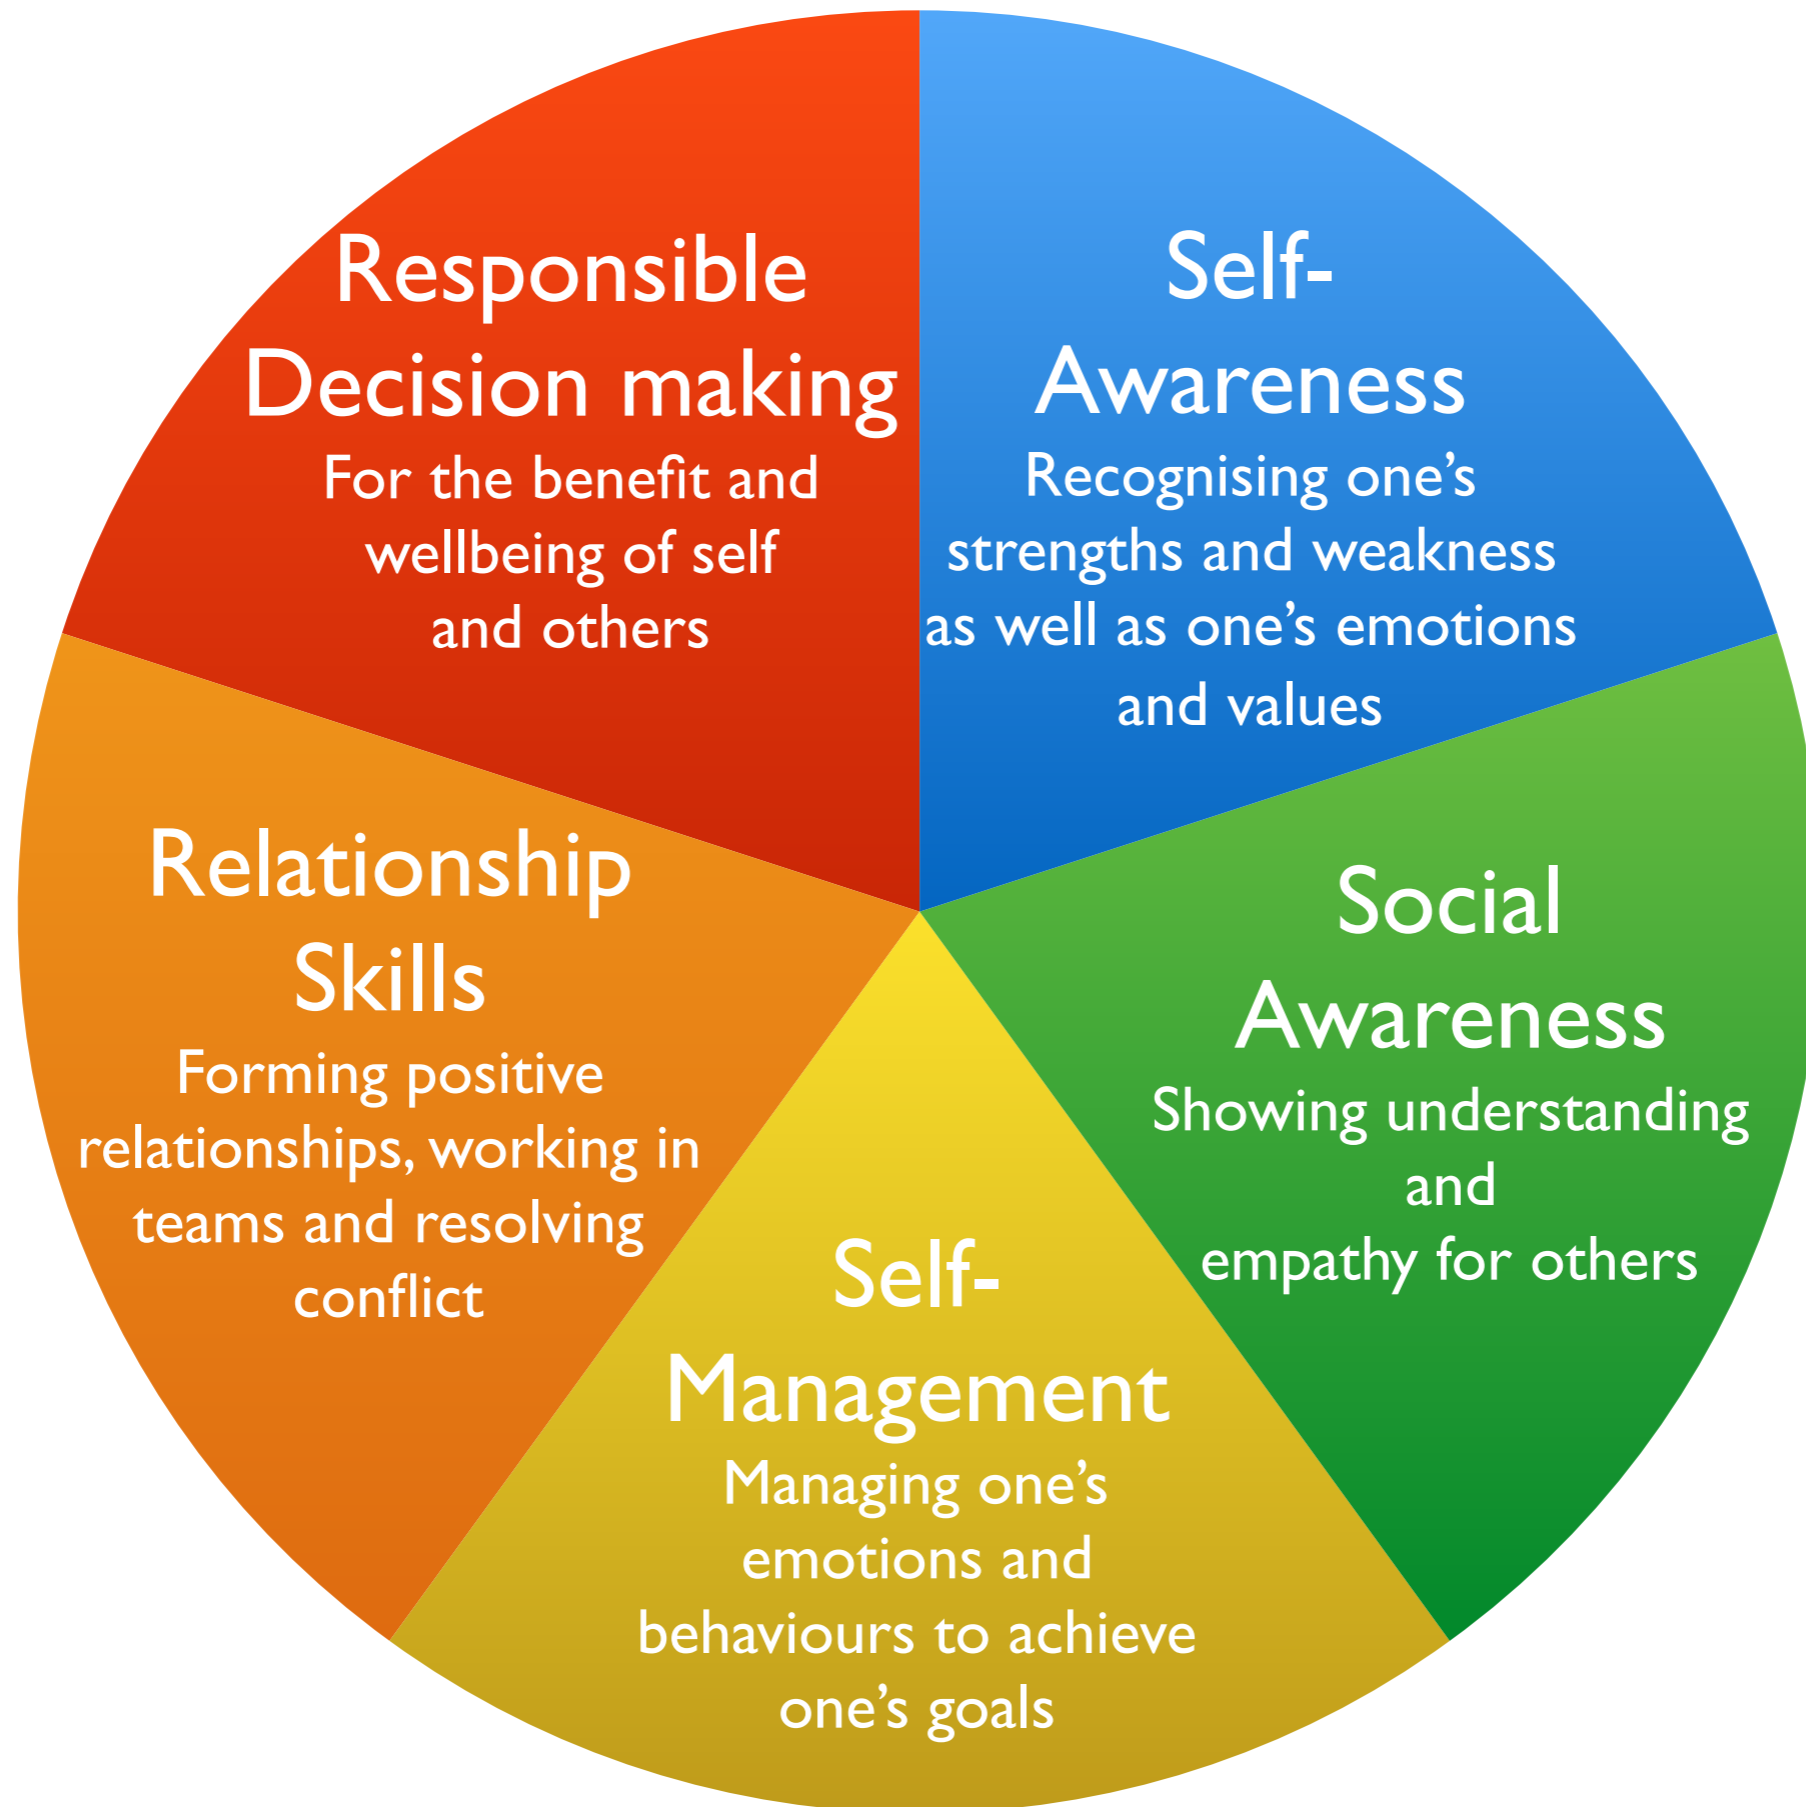 Responsible
Decision making
For the benefit and
wellbeing of self
and others
Self-
Awareness
Recognising one’s
strengths and weakness
as well as one’s emotions
and values
Social
Awareness
Showing understanding
and
empathy for others
Self-
Management
Managing one’s
emotions and
behaviours to achieve
one’s goals
Relationship
Skills
Forming positive
relationships, working in
teams and resolving
conflict